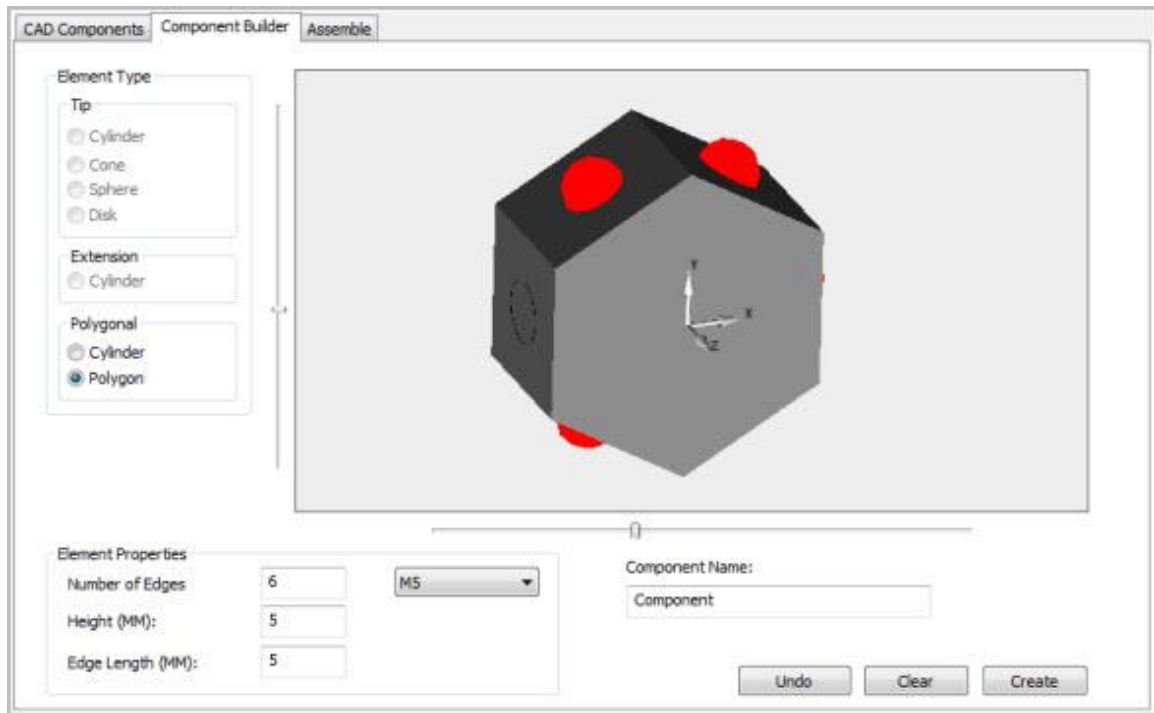 CAD Components Component Builder Assemble
Element Type
Tip
Cylinder
Cone
Sphere
Disk
Extension
Cylinder
Polygonal
Cylinder
Polygon
Y
X
Z
Element Properties
Number of Edges 6 M5
Height (MM): 5
Edge Length (MM): 5
Component Name:
Component
Undo Clear Create